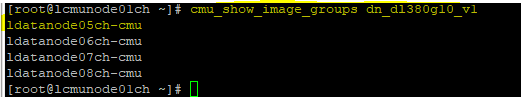 [root@lcmunode01ch ~]# cmu_show_image_groups dn_dl380g10_v1
ldatanode05ch-cmu
ldatanode06ch-cmu
ldatanode07ch-cmu
ldatanode08ch-cmu
[root@lcmunode01ch ~]#